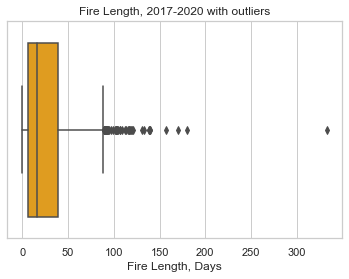 Fire Length, 2017-2020 with outliers
0 50 100 150 200 250 300
Fire Length, Days